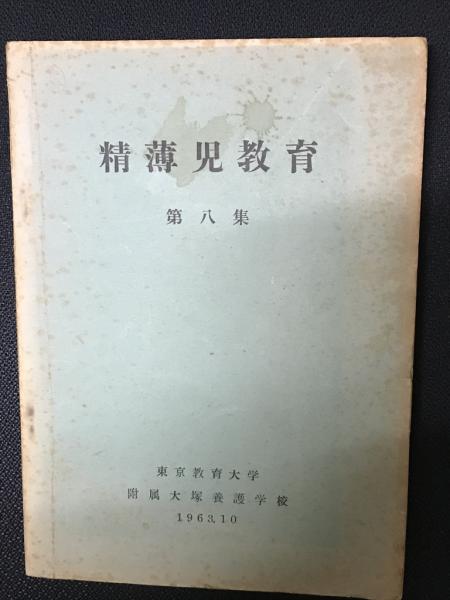 精薄児教育
第八集
東京教育大学
附属大塚養護学校
1963.10